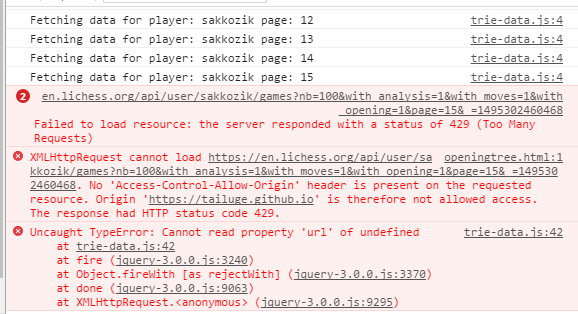 Fetching data for player: sakkozik page: 12 trie-data.js:4
Fetching data for player: sakkozik page: 13 trie-data.js:4
Fetching data for player: sakkozik page: 14 trie-data.js:4
Fetching data for player: sakkozik page: 15 trie-data.js:4
2 en.lichess.org/api/user/sakkozik/games?nb=100&with_analysis=1&with_moves=1&with
_opening=1&page=15&_=1495302460468
Failed to load resource: the server responded with a status of 429 (Too Many
Requests)
XMLHttpRequest cannot load https://en.lichess.org/api/user/sa openingtree.html:1
kkozik/games?nb=100&with_analysis=1&with_moves=1&with_opening=1&page=15&_=149530
2460468. No 'Access-Control-Allow-Origin' header is present on the requested
resource. Origin 'https://tailuge.github.io' is therefore not allowed access.
The response had HTTP status code 429.
Uncaught TypeError: Cannot read property 'url' of undefined trie-data.js:42
at trie-data.js:42
at fire (jquery-3.0.0.js:3240)
at Object.fireWith [as rejectWith] (jquery-3.0.0.js:3370)
at done (jquery-3.0.0.js:9063)
at XMLHttpRequest.<anonymous> (jquery-3.0.0.js:9295)